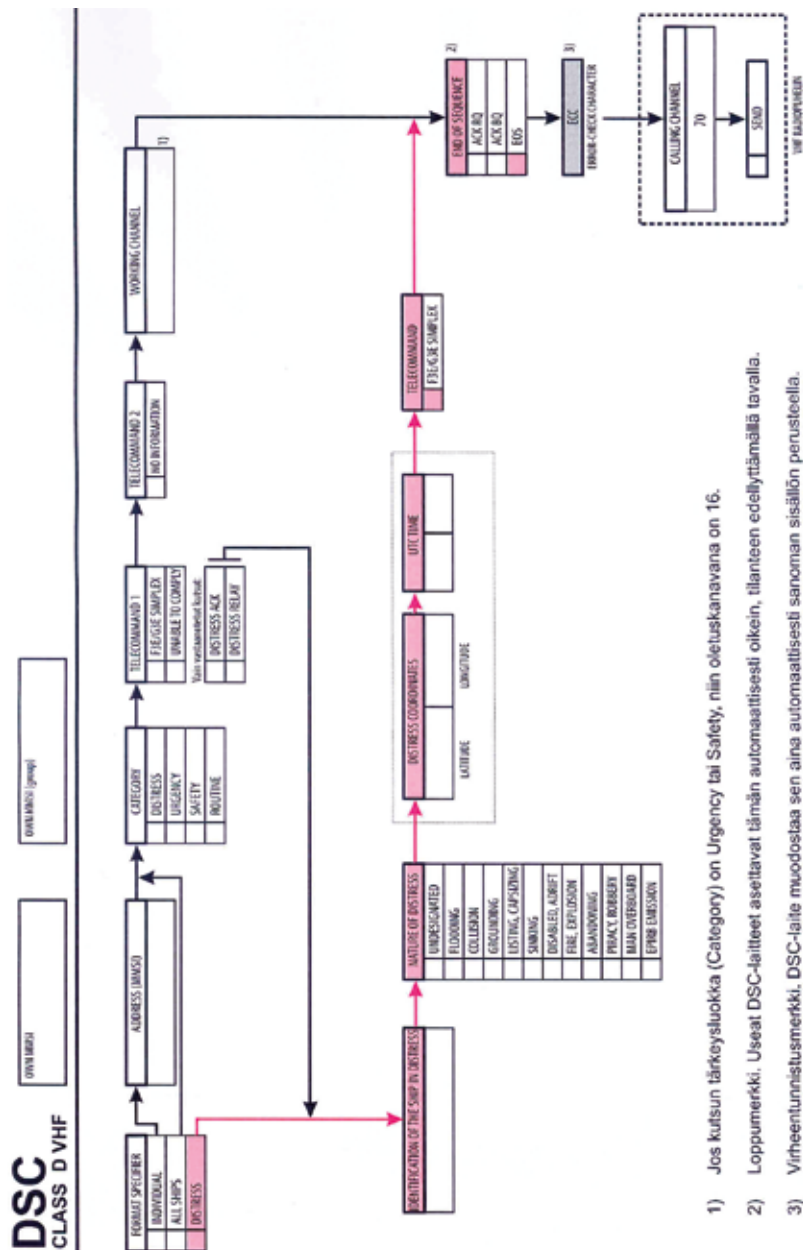 DSC
CLASS D VHF
OWN MMSI
OWN MMSI (group)
FORMAT SPECIFIER
INDIVIDUAL
ALL SHIPS
DISTRESS
ADDRESS (MMSI)
CATEGORY
DISTRESS
URGENCY
SAFETY
ROUTINE
TELECOMMAND 1
F3E/G3E SIMPLEX
UNABLE TO COMPLY
Vain vastaanotetut kutsut:
DISTRESS ACK
DISTRESS RELAY
TELECOMMAND 2
NO INFORMATION
WORKING CHANNEL
1)
IDENTIFICATION OF THE SHIP IN DISTRESS
NATURE OF DISTRESS
UNDESIGNATED
FLOODING
COLLISION
GROUNDING
LISTING, CAPSIZING
SINKING
DISABLED, ADRIFT
FIRE, EXPLOSION
ABANDONING
PIRACY, ROBBERY
MAN OVERBOARD
EPIRB EMISSION
DISTRESS COORDINATES
LATITUDE
LONGITUDE
UTC TIME
TELECOMMAND
F3E/G3E SIMPLEX
END OF SEQUENCE
2)
ACK RQ
ACK BQ
EOS
ECC
3)
ERROR-CHECK CHARACTER
CALLING CHANNEL
70
SEND
VHF RADIOPUHELIN
1) Jos kutsun tärkeysluokka (Category) on Urgency tai Safety, niin oletuskanavana on 16.
2) Loppumerkki. Useat DSC-laitteet asettavat tämän automaattisesti oikein, tilanteen edellyttämällä tavalla.
3) Virheentunnistusmerkki. DSC-laite muodostaa sen aina automaattisesti sanoman sisällön perusteella.